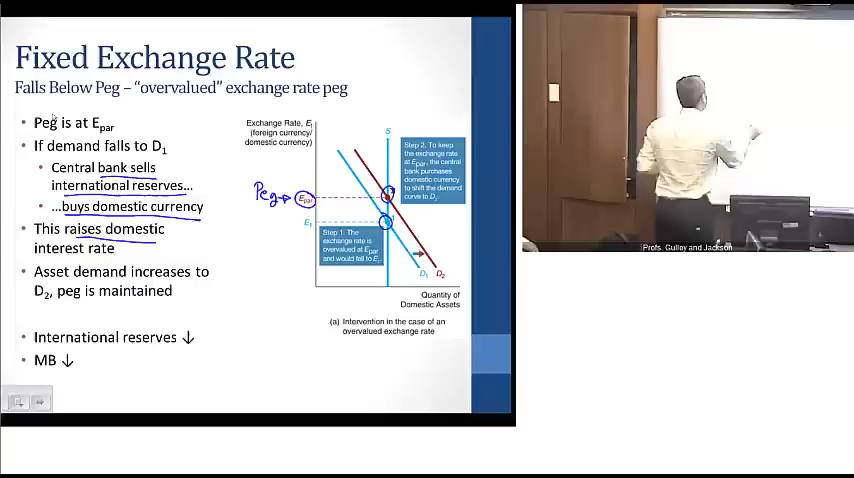 Fixed Exchange Rate
Falls Below Peg – “overvalued” exchange rate peg
• Peg is at Epar
• If demand falls to D1
• Central bank sells
international reserves...
• ...buys domestic currency
• This raises domestic
interest rate
• Asset demand increases to
D2, peg is maintained
• International reserves ↓
• MB ↓
Exchange Rate, Et
(foreign currency/
domestic currency)
S
Step 2. To keep
the exchange rate
at Epar, the central
bank purchases
domestic currency
to shift the demand
curve to D2.
Peg → Epar
2
E1
1
Step 1. The
exchange rate is
overvalued at Epar
and would fall to E1.
D1 D2
Quantity of
Domestic Assets
(a) Intervention in the case of an
overvalued exchange rate
Profs. Gulley and Jackson